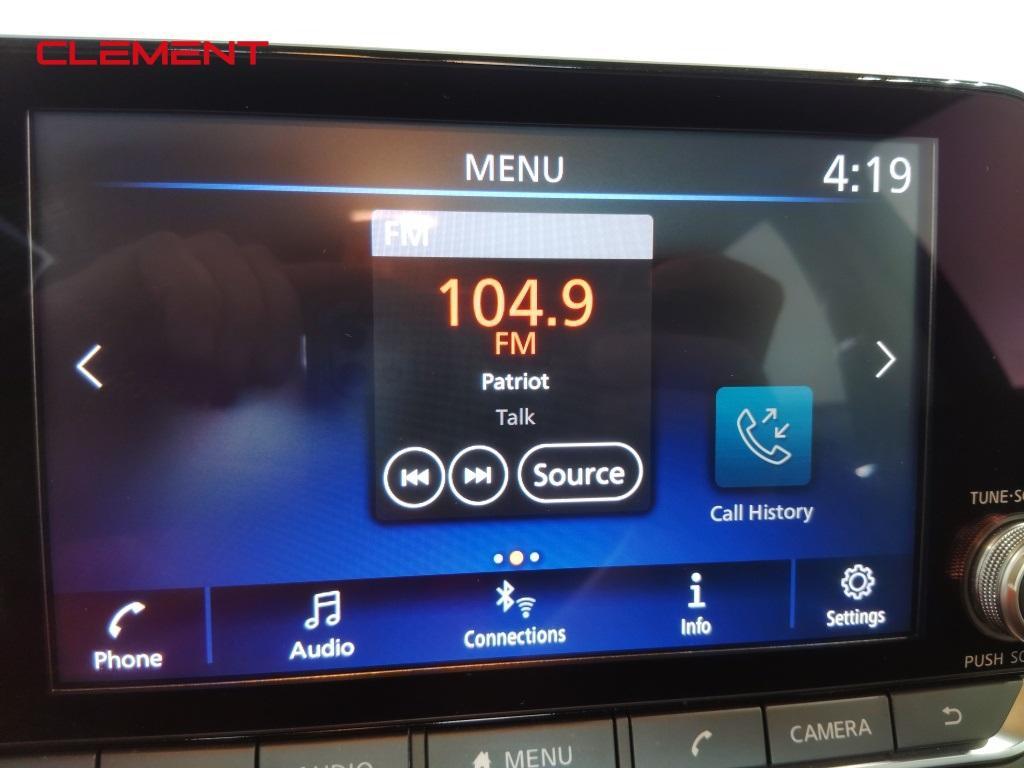 CLEMENT
MENU
4:19
FM
104.9
FM
Patriot
Talk
Source
Call History
Phone
Audio
Connections
Info
Settings
PUSH
MENU
CAMERA